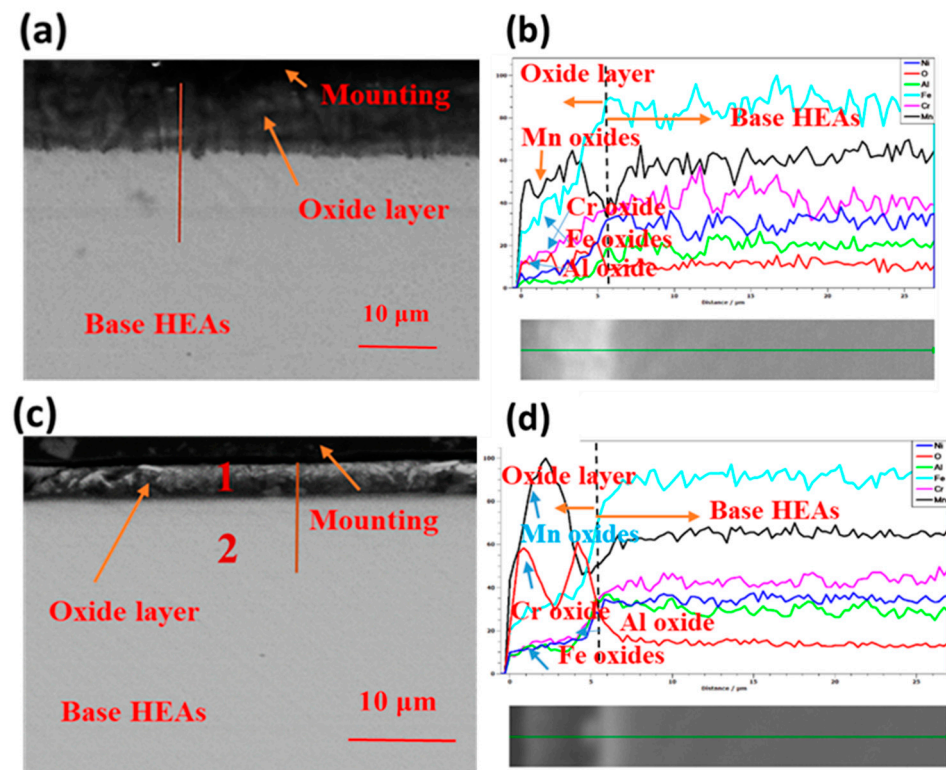 (a)
Mounting
Oxide layer
Base HEAs
10 μm
(b)
Ni
O
Al
Fe
Cr
Mn
Oxide layer
Base HEAs
Mn oxides
Cr oxide
Fe oxides
Al oxide
100
80
60
40
20
0
0 5 10 15 20 25
Distance / μm
(c)
1
Mounting
2
Oxide layer
Base HEAs
10 μm
(d)
Ni
O
Al
Fe
Cr
Mn
Oxide layer
Base HEAs
Mn oxides
Cr oxide
Al oxide
Fe oxides
100
80
60
40
20
0
0 5 10 15 20 25
Distance / μm